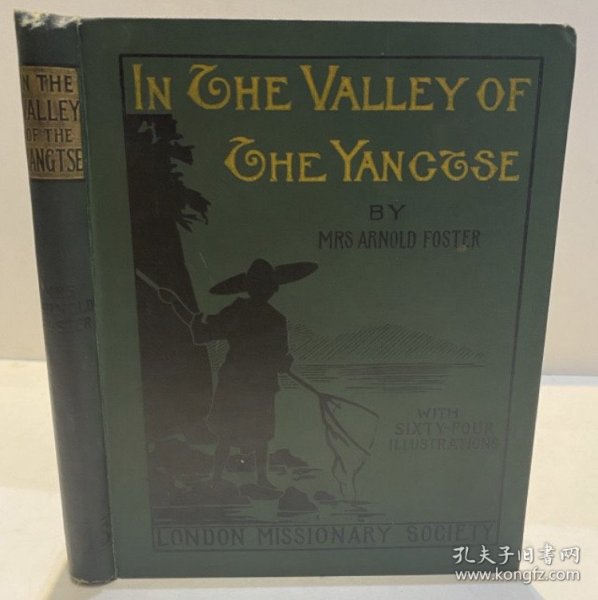 IN THE
VALLEY
OF THE
YANGTSE
MRS
ARNOLD
FOSTER
IN THE VALLEY OF
THE YANGTSE
BY
MRS ARNOLD FOSTER
WITH
SIXTY-FOUR
ILLUSTRATIONS
LONDON MISSIONARY SOCIETY
孔夫子旧书网
www.kongfz.com